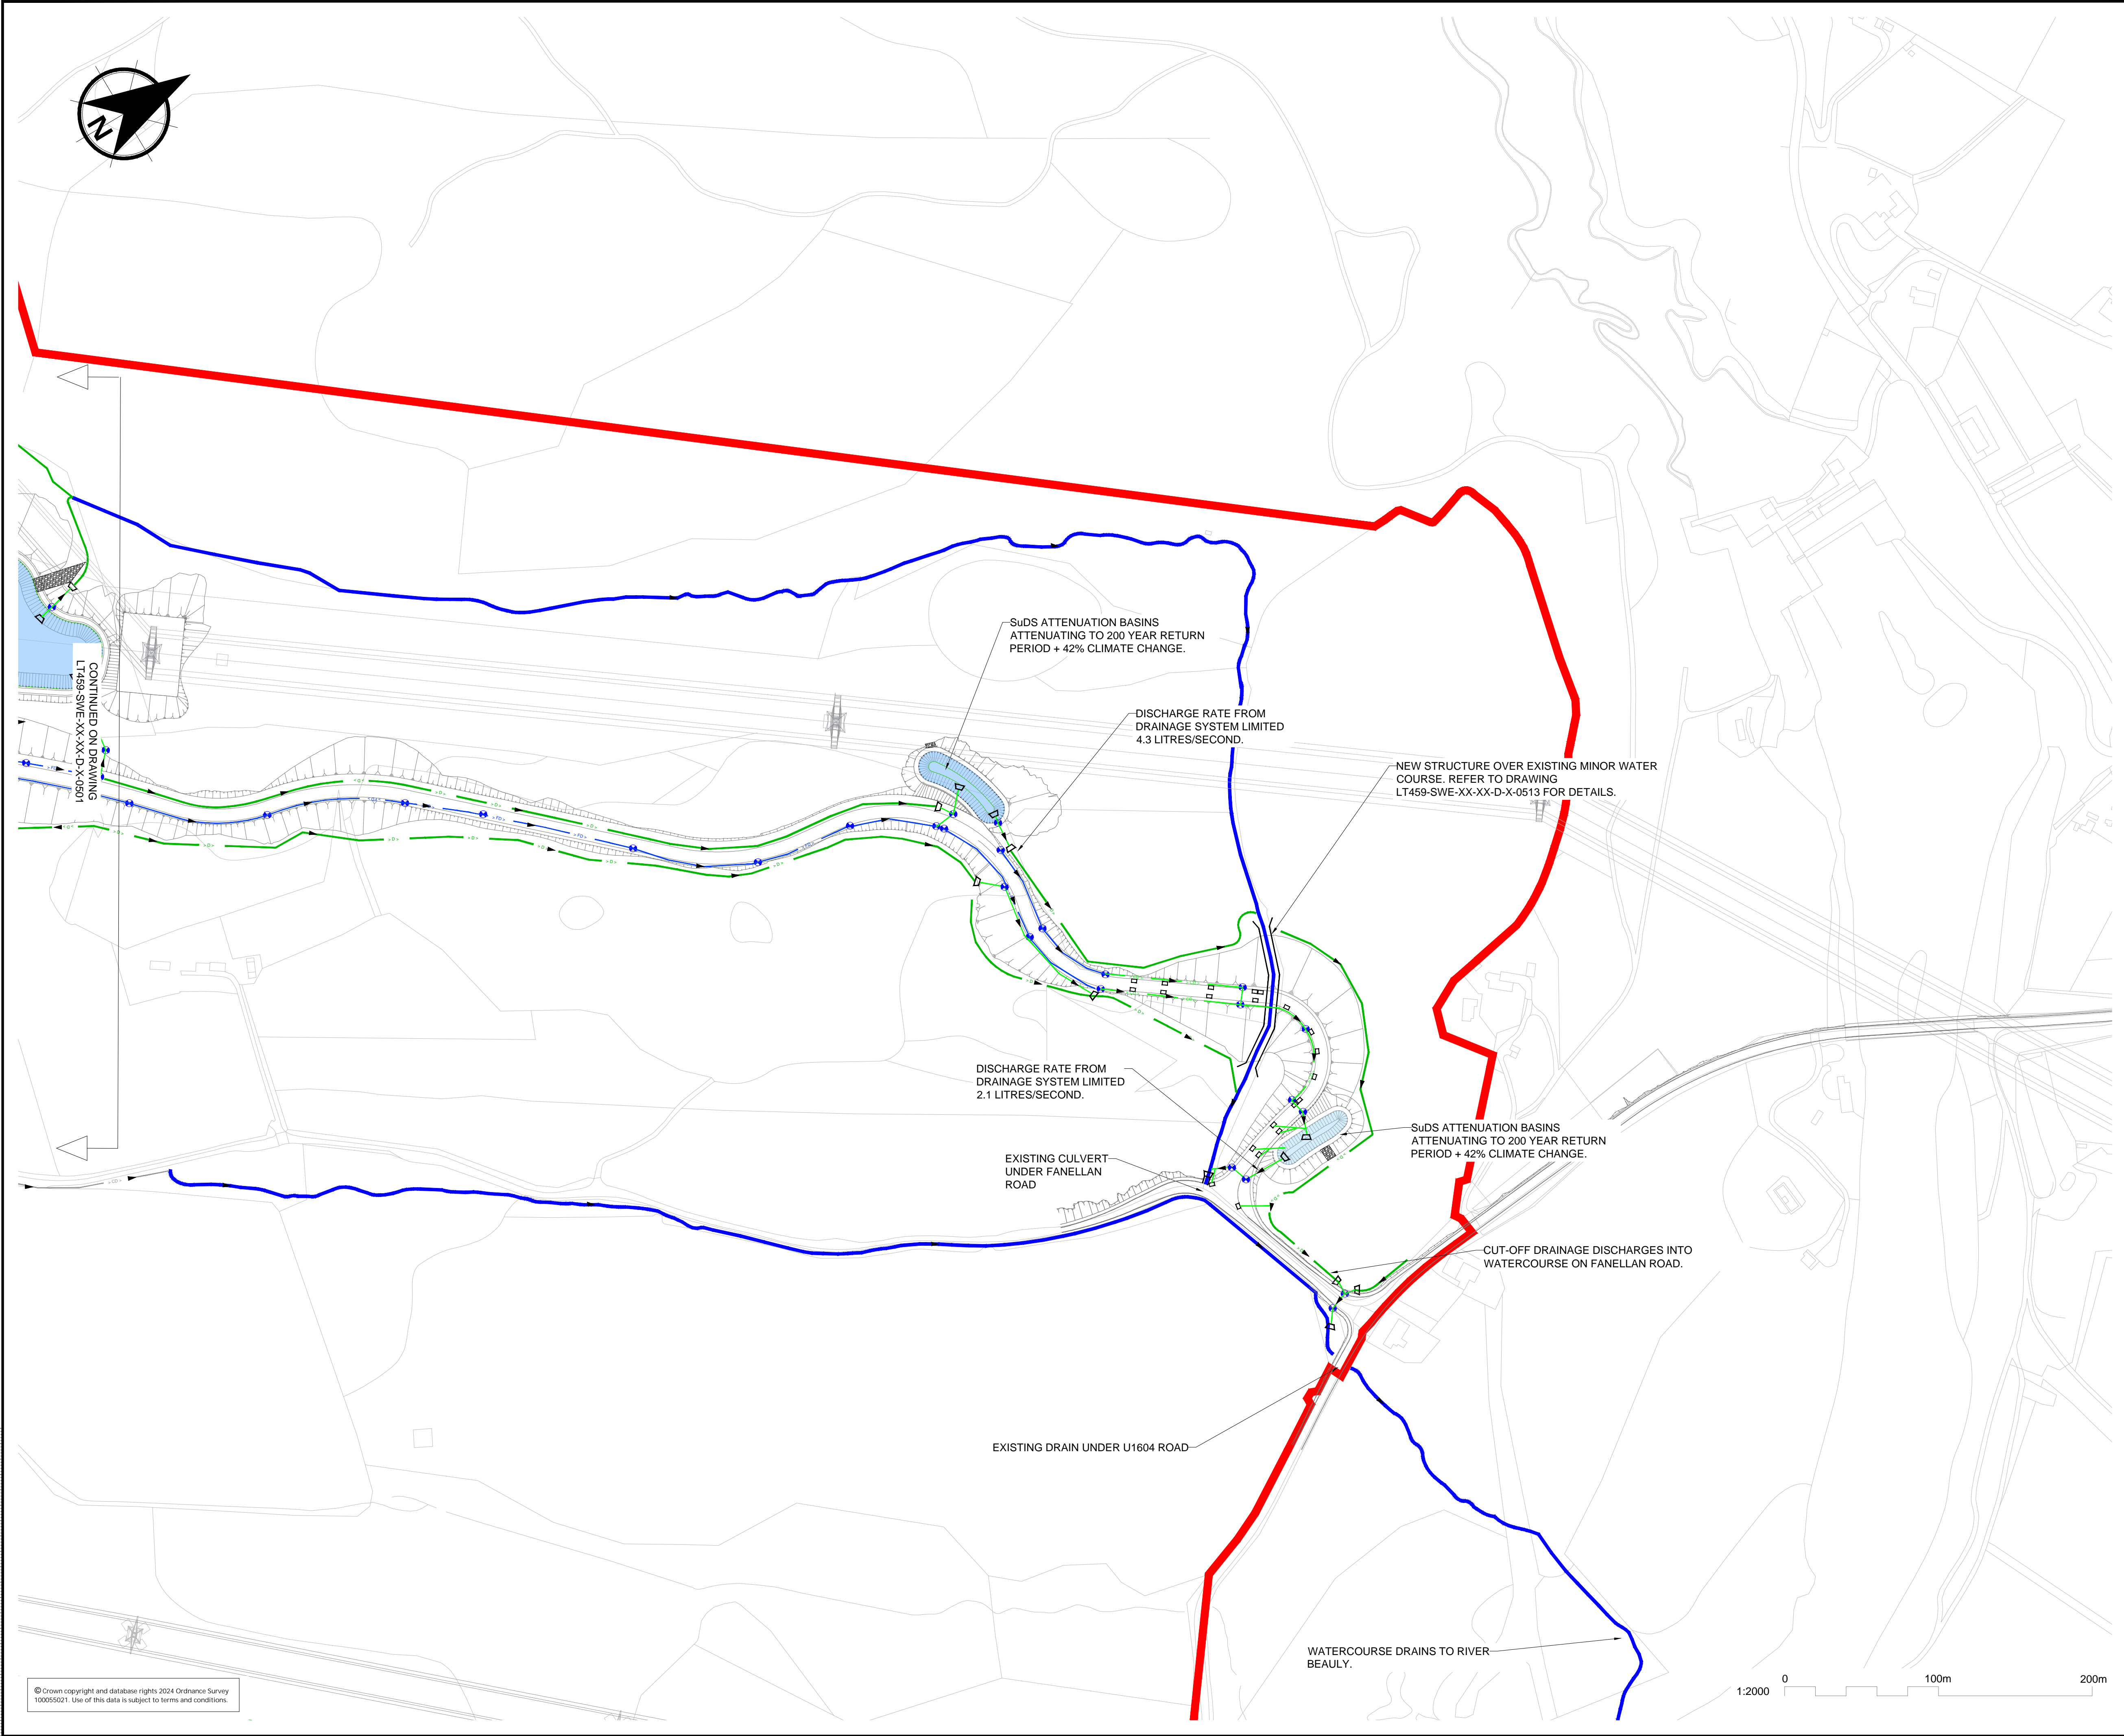 N
SuDS ATTENUATION BASINS
ATTENUATING TO 200 YEAR RETURN
PERIOD + 42% CLIMATE CHANGE.
DISCHARGE RATE FROM
DRAINAGE SYSTEM LIMITED
4.3 LITRES/SECOND.
NEW STRUCTURE OVER EXISTING MINOR WATER
COURSE. REFER TO DRAWING
LT459-SWE-XX-XX-D-X-0513 FOR DETAILS.
CONTINUED ON DRAWING
LT459-SWE-XX-XX-D-X-0501
DISCHARGE RATE FROM
DRAINAGE SYSTEM LIMITED
2.1 LITRES/SECOND.
SuDS ATTENUATION BASINS
ATTENUATING TO 200 YEAR RETURN
PERIOD + 42% CLIMATE CHANGE.
EXISTING CULVERT
UNDER FANELLAN
ROAD
CUT-OFF DRAINAGE DISCHARGES INTO
WATERCOURSE ON FANELLAN ROAD.
EXISTING DRAIN UNDER U1604 ROAD
WATERCOURSE DRAINS TO RIVER
BEAULY.
1:2000
0 100m 200m
© Crown copyright and database rights 2024 Ordnance Survey
100055021. Use of this data is subject to terms and conditions.